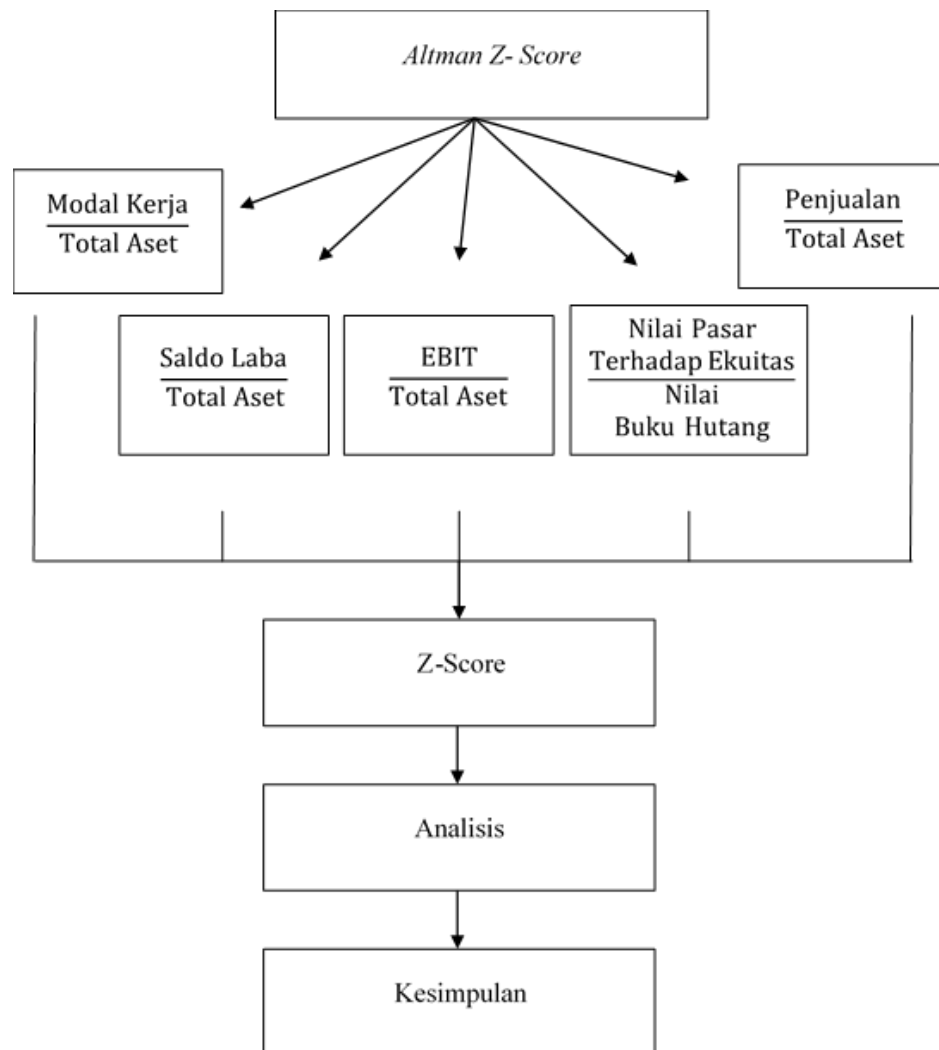 Altman Z- Score
Modal Kerja
Total Aset
Penjualan
Total Aset
Saldo Laba
Total Aset
EBIT
Total Aset
Nilai Pasar
Terhadap Ekuitas
Nilai
Buku Hutang
Z-Score
Analisis
Kesimpulan